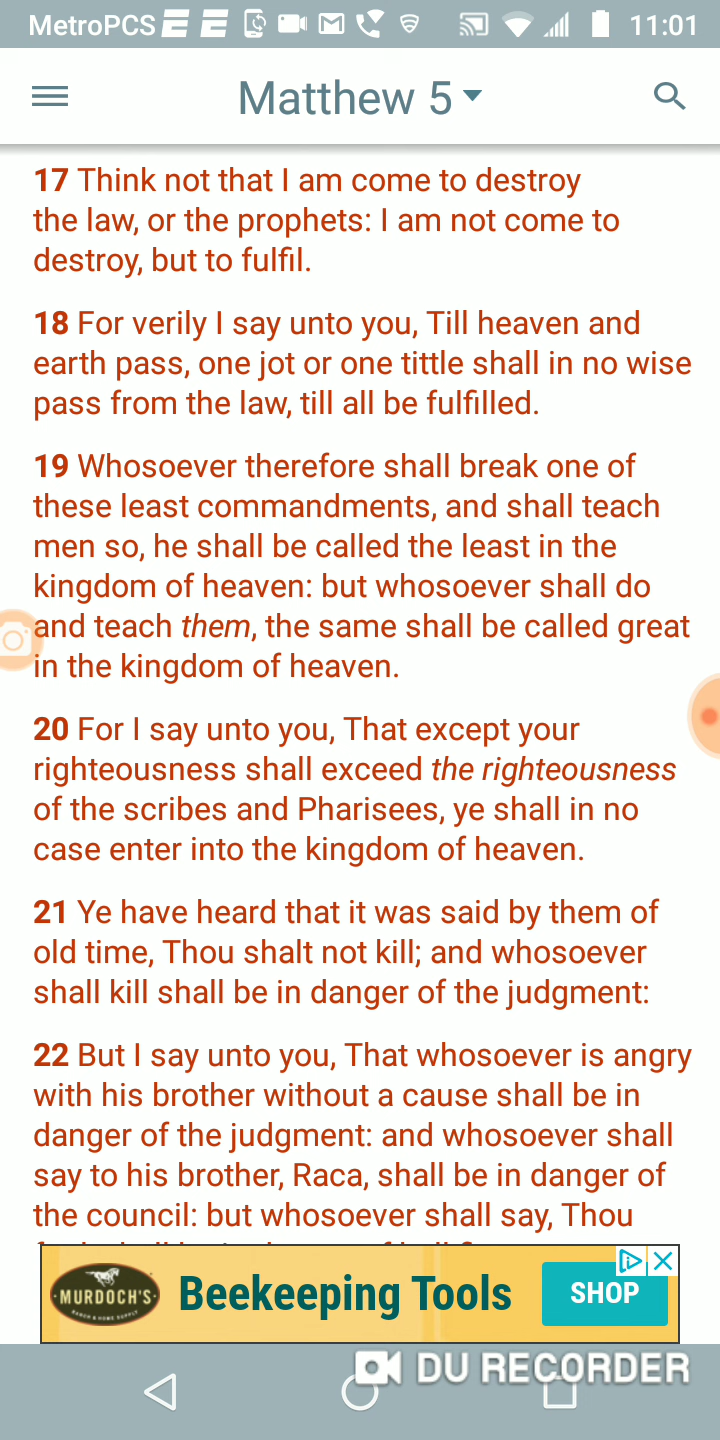 MetroPCS 11:01
Matthew 5
17 Think not that I am come to destroy
the law, or the prophets: I am not come to
destroy, but to fulfil.
18 For verily I say unto you, Till heaven and
earth pass, one jot or one tittle shall in no wise
pass from the law, till all be fulfilled.
19 Whosoever therefore shall break one of
these least commandments, and shall teach
men so, he shall be called the least in the
kingdom of heaven: but whosoever shall do
and teach them, the same shall be called great
in the kingdom of heaven.
20 For I say unto you, That except your
righteousness shall exceed the righteousness
of the scribes and Pharisees, ye shall in no
case enter into the kingdom of heaven.
21 Ye have heard that it was said by them of
old time, Thou shalt not kill; and whosoever
shall kill shall be in danger of the judgment:
22 But I say unto you, That whosoever is angry
with his brother without a cause shall be in
danger of the judgment: and whosoever shall
say to his brother, Raca, shall be in danger of
the council: but whosoever shall say, Thou
MURDOCH'S
RANCH & HOME SUPPLY
Beekeeping Tools
SHOP
DU RECORDER